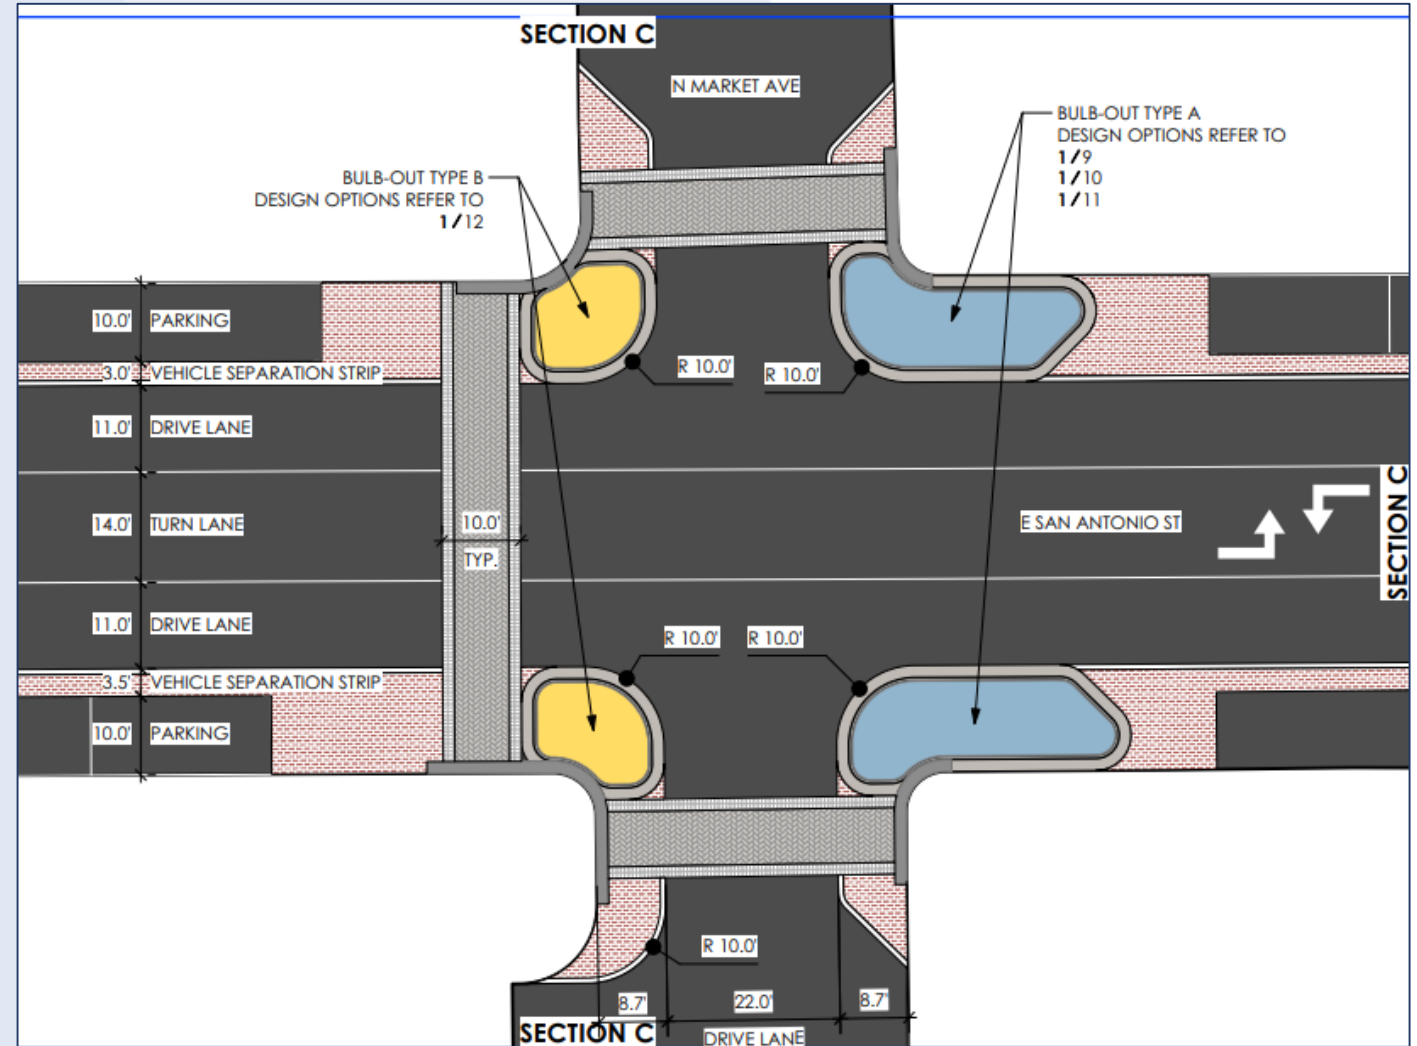 SECTION C
N MARKET AVE
BULB-OUT TYPE A
DESIGN OPTIONS REFER TO
1/9
1/10
1/11
BULB-OUT TYPE B
DESIGN OPTIONS REFER TO
1/12
10.0' PARKING
3.0' VEHICLE SEPARATION STRIP
R 10.0'
R 10.0'
11.0' DRIVE LANE
14.0' TURN LANE
10.0'
TYP.
E SAN ANTONIO ST
SECTION C
11.0' DRIVE LANE
R 10.0'
R 10.0'
3.5' VEHICLE SEPARATION STRIP
10.0' PARKING
R 10.0'
8.7'
22.0'
8.7'
SECTION C
DRIVE LANE